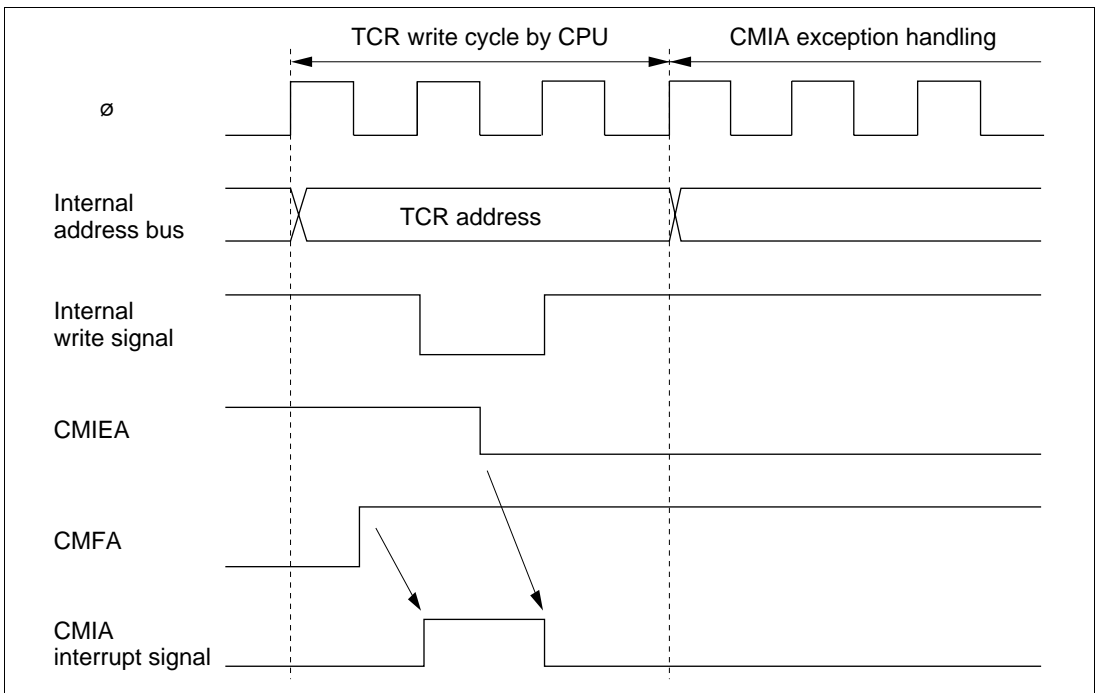 TCR write cycle by CPU
CMIA exception handling
ø
Internal
address bus
TCR address
Internal
write signal
CMIEA
CMFA
CMIA
interrupt signal